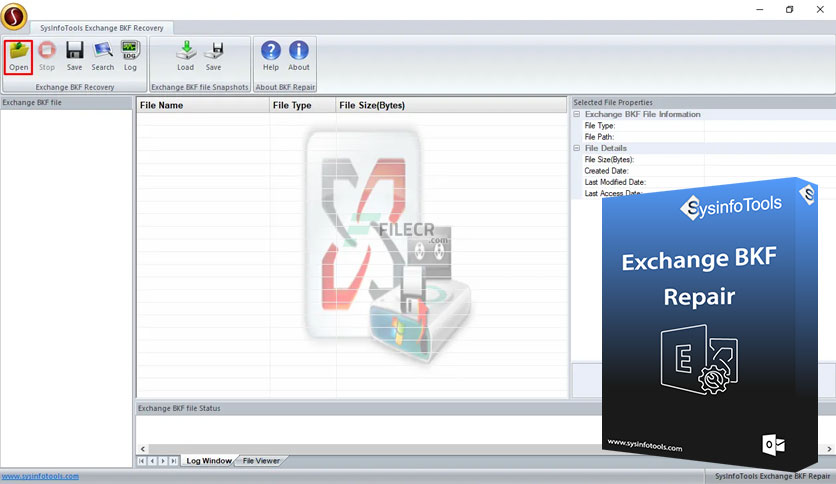 SysInfoTools Exchange BKF Recovery
Open
Stop
Save
Search
Log
Load
Save
Help
About
Exchange BKF Recovery
Exchange BKF file Snapshots
About BKF Repair
Exchange BKF file
File Name
File Type
File Size(Bytes)
Selected File Properties
Exchange BKF File Information
File Type:
File Path:
File Details
File Size(Bytes):
Created Date:
Last Modified Date:
Last Access Date:
FILECR
.com
SysinfoTools
Exchange BKF
Repair
E
www.sysinfotools.com
Exchange BKF file Status
Log Window
File Viewer
www.sysinfotools.com
SysInfoTools Exchange BKF Repair